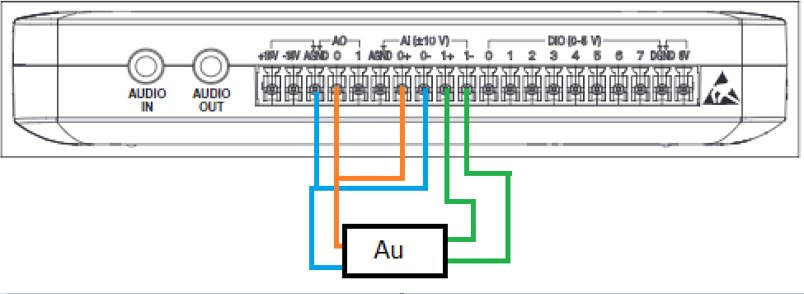 AO AI (±10 V) DIO (0-5 V)
+15V -15V AGND 0 1 AGND 0+ 0- 1+ 1- 0 1 2 3 4 5 6 7 DGND 5V
AUDIO IN AUDIO OUT
Au